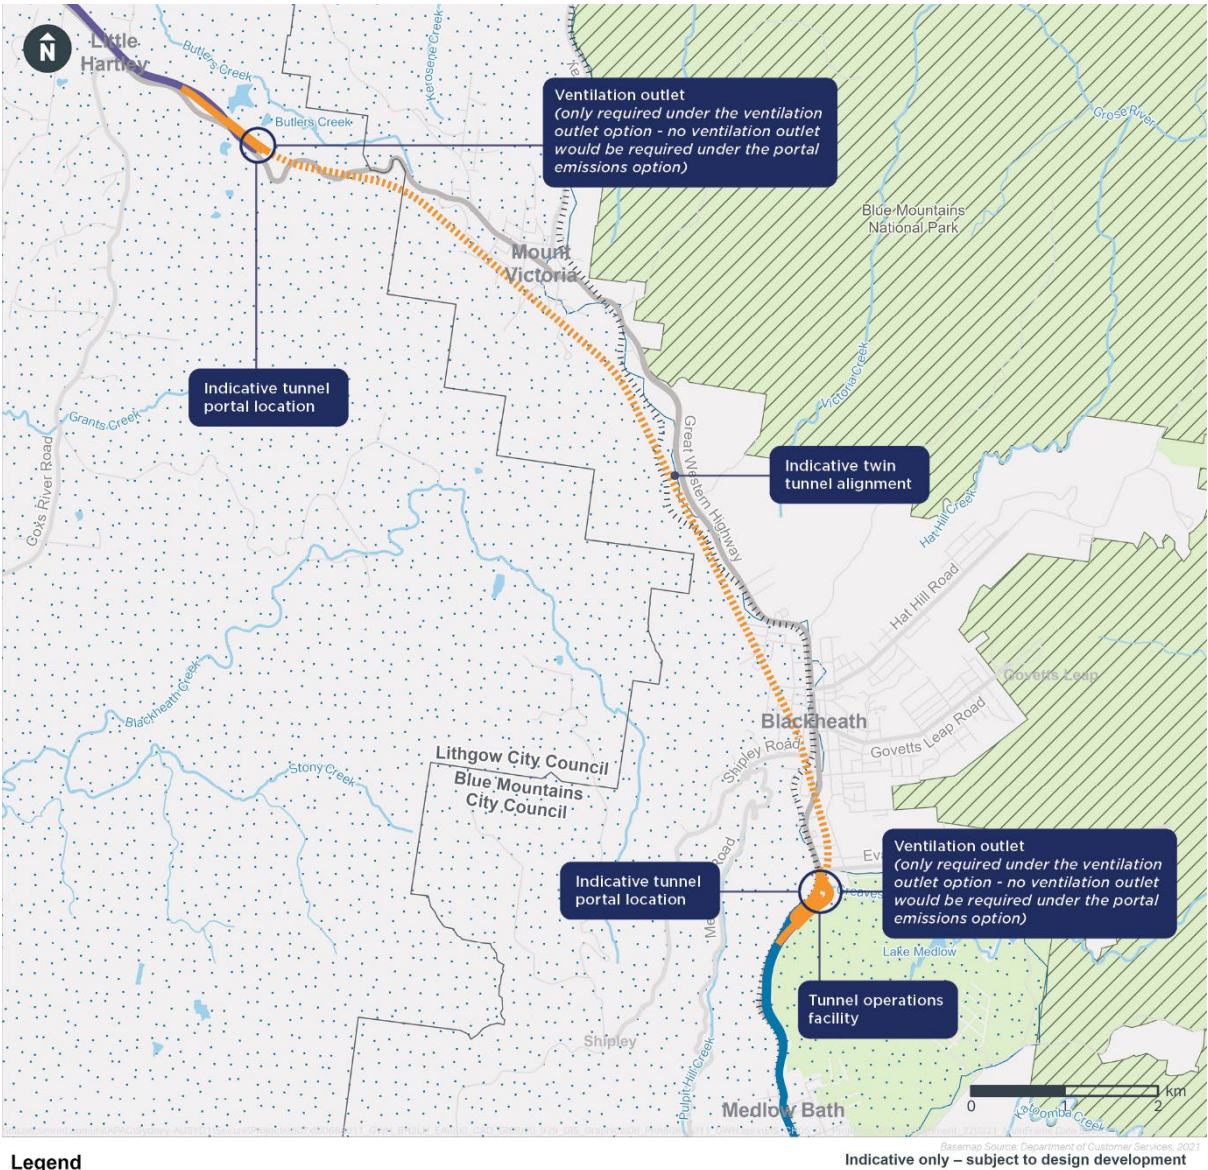 N
Little
Hartley
Butlers Creek
Kerosene Creek
Butlers Creek
Ventilation outlet
(only required under the ventilation
outlet option - no ventilation outlet
would be required under the portal
emissions option)
Grose River
Blue Mountains
National Park
Mount
Victoria
Indicative tunnel
portal location
Grants Creek
Coxs River Road
Victoria Creek
Great Western Highway
Indicative twin
tunnel alignment
Hat Hill Creek
Hat Hill Road
Govetts Leap
Blackheath Creek
Blackheath
Govetts Leap Road
Shipley Road
Stony Creek
Lithgow City Council
Blue Mountains
City Council
Road
Indicative tunnel
portal location
Ventilation outlet
(only required under the ventilation
outlet option - no ventilation outlet
would be required under the portal
emissions option)
Lake Medlow
Tunnel operations
facility
Shipley
Pulpit Hill Creek
Medlow Bath
km
0
1
2
Katoomba Creek
Basemap Source: Department of Customer Services, 2021
Legend
Indicative only – subject to design development